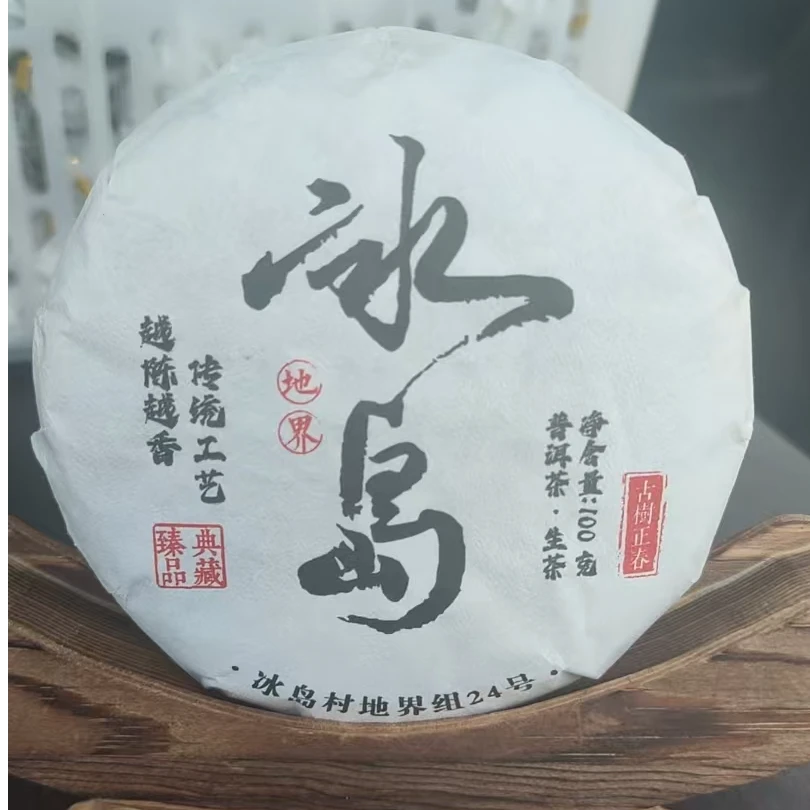 冰岛
地界
传统工艺
越陈越香
典藏
臻品
净含量:100克
普洱茶·生茶
古樹正春
·冰岛村地界组24号·